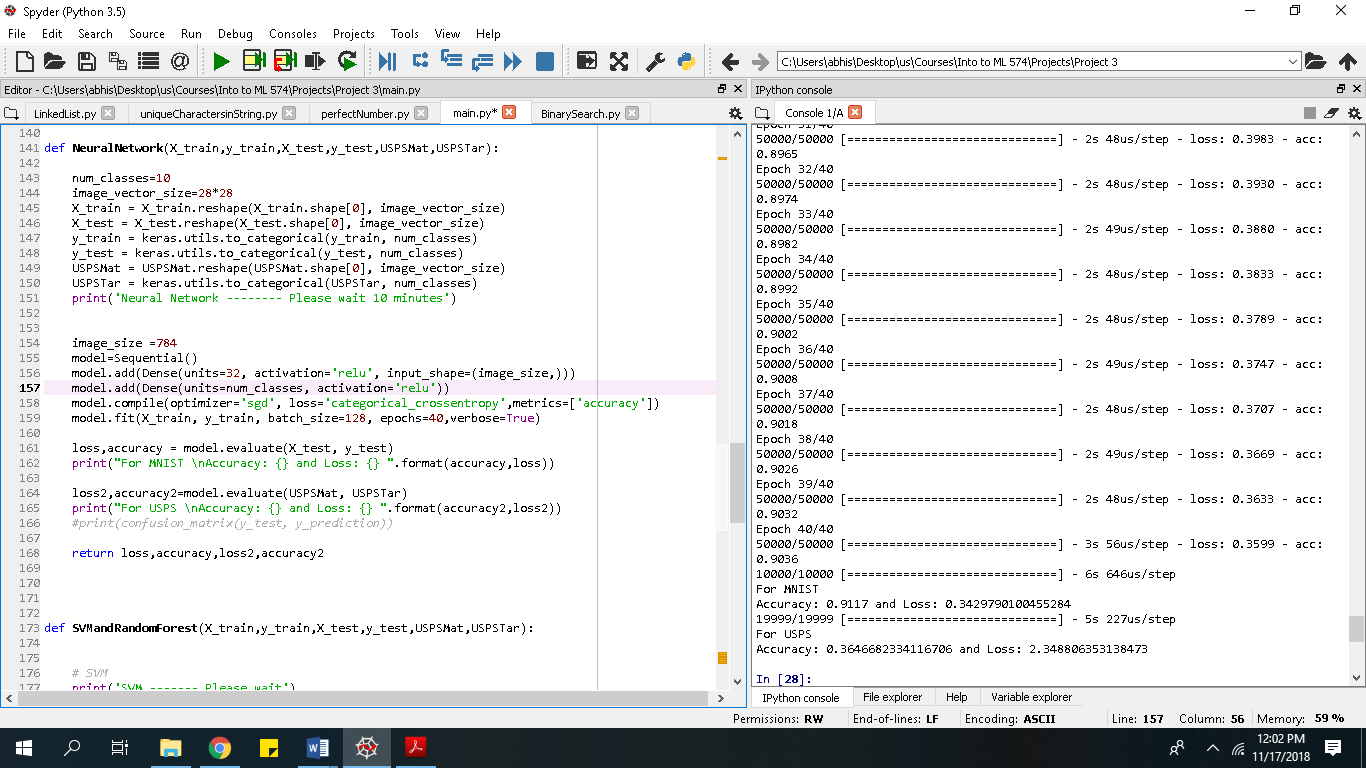 Spyder (Python 3.5)
File Edit Search Source Run Debug Consoles Projects Tools View Help
C:\Users\abhis\Desktop\us\Courses\Into to ML 574\Projects\Project 3
Editor - C:\Users\abhis\Desktop\us\Courses\Into to ML 574\Projects\Project 3\main.py
LinkedList.py uniqueCharactersinString.py perfectNumber.py main.py* BinarySearch.py
140
141 def NeuralNetwork(X_train,y_train,X_test,y_test,USPSMat,USPSTar):
142
143 num_classes=10
144 image_vector_size=28*28
145 X_train = X_train.reshape(X_train.shape[0], image_vector_size)
146 X_test = X_test.reshape(X_test.shape[0], image_vector_size)
147 y_train = keras.utils.to_categorical(y_train, num_classes)
148 y_test = keras.utils.to_categorical(y_test, num_classes)
149 USPSMat = USPSMat.reshape(USPSMat.shape[0], image_vector_size)
150 USPSTar = keras.utils.to_categorical(USPSTar, num_classes)
151 print('Neural Network -------- Please wait 10 minutes')
152
153
154 image_size =784
155 model=Sequential()
156 model.add(Dense(units=32, activation='relu', input_shape=(image_size,)))
157 model.add(Dense(units=num_classes, activation='relu'))
158 model.compile(optimizer='sgd', loss='categorical_crossentropy',metrics=['accuracy'])
159 model.fit(X_train, y_train, batch_size=128, epochs=40,verbose=True)
160
161 loss,accuracy = model.evaluate(X_test, y_test)
162 print("For MNIST \nAccuracy: {} and Loss: {} ".format(accuracy,loss))
163
164 loss2,accuracy2=model.evaluate(USPSMat, USPSTar)
165 print("For USPS \nAccuracy: {} and Loss: {} ".format(accuracy2,loss2))
166 #print(confusion_matrix(y_test, y_prediction))
167
168 return loss,accuracy,loss2,accuracy2
169
170
171
172
173 def SVMandRandomForest(X_train,y_train,X_test,y_test,USPSMat,USPSTar):
174
175
176 # SVM
177 print('SVM ------- Please wait')
IPython console
Console 1/A
Epoch 31/40
50000/50000 [==============================] - 2s 48us/step - loss: 0.3983 - acc:
0.8965
Epoch 32/40
50000/50000 [==============================] - 2s 48us/step - loss: 0.3930 - acc:
0.8974
Epoch 33/40
50000/50000 [==============================] - 2s 49us/step - loss: 0.3880 - acc:
0.8982
Epoch 34/40
50000/50000 [==============================] - 2s 48us/step - loss: 0.3833 - acc:
0.8992
Epoch 35/40
50000/50000 [==============================] - 2s 48us/step - loss: 0.3789 - acc:
0.9002
Epoch 36/40
50000/50000 [==============================] - 2s 49us/step - loss: 0.3747 - acc:
0.9008
Epoch 37/40
50000/50000 [==============================] - 2s 48us/step - loss: 0.3707 - acc:
0.9018
Epoch 38/40
50000/50000 [==============================] - 2s 49us/step - loss: 0.3669 - acc:
0.9026
Epoch 39/40
50000/50000 [==============================] - 2s 48us/step - loss: 0.3633 - acc:
0.9032
Epoch 40/40
50000/50000 [==============================] - 3s 56us/step - loss: 0.3599 - acc:
0.9036
10000/10000 [==============================] - 6s 646us/step
For MNIST
Accuracy: 0.9117 and Loss: 0.3429790100455284
19999/19999 [==============================] - 5s 227us/step
For USPS
Accuracy: 0.3646682334116706 and Loss: 2.348806353138473
In [28]:
IPython console File explorer Help Variable explorer
Permissions: RW End-of-lines: LF Encoding: ASCII Line: 157 Column: 56 Memory: 59 %
12:02 PM
11/17/2018